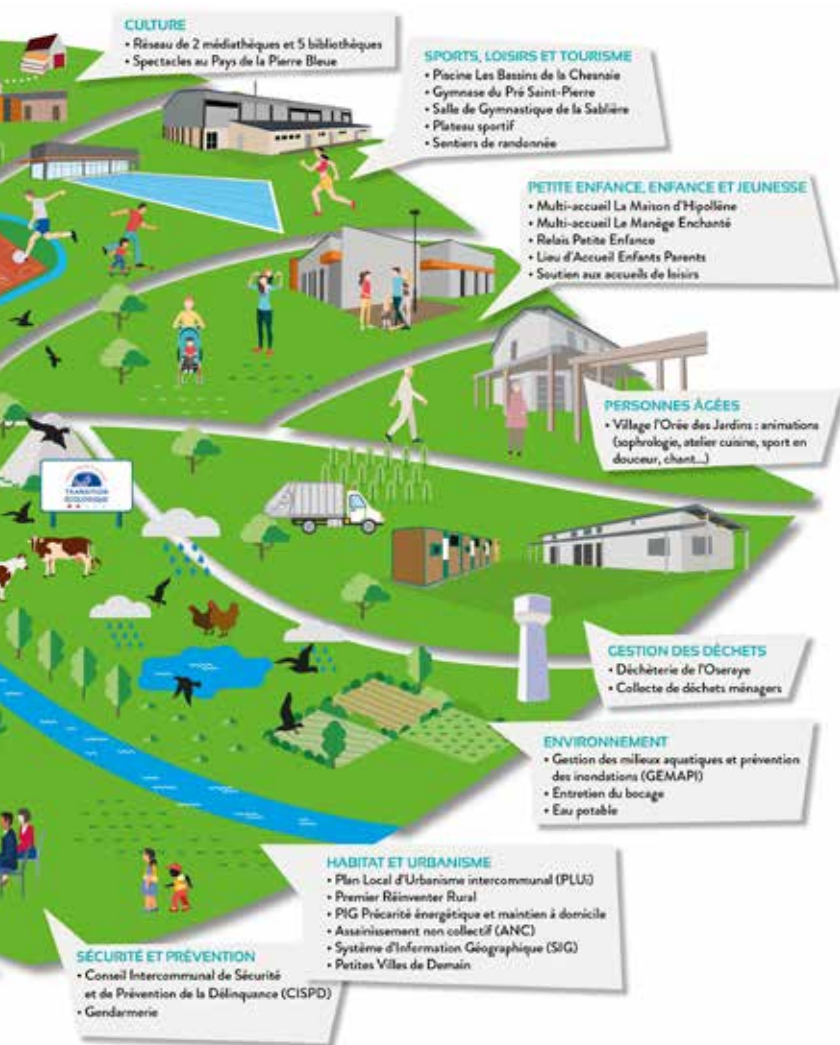 CULTURE
• Réseau de 2 médiathèques et 5 bibliothèques
• Spectacles au Pays de la Pierre Bleue
SPORTS, LOISIRS ET TOURISME
• Piscine Les Bassins de la Chesnaie
• Gymnase du Pré Saint-Pierre
• Salle de Gymnastique de la Sablière
• Plateau sportif
• Sentiers de randonnée
PETITE ENFANCE, ENFANCE ET JEUNESSE
• Multi-accueil La Maison d'Hipollène
• Multi-accueil Le Manège Enchanté
• Relais Petite Enfance
• Lieu d'Accueil Enfants Parents
• Soutien aux accueils de loisirs
PERSONNES ÂGÉES
• Village l'Orée des Jardins : animations
(sophrologie, atelier cuisine, sport en
douceur, chant...)
TRANSITION
ÉCOLOGIQUE
GESTION DES DÉCHETS
• Déchèterie de l'Oseraye
• Collecte de déchets ménagers
ENVIRONNEMENT
• Gestion des milieux aquatiques et prévention
des inondations (GEMAPI)
• Entretien du bocage
• Eau potable
HABITAT ET URBANISME
• Plan Local d'Urbanisme intercommunal (PLUi)
• Premier Réinventer Rural
• PIG Précarité énergétique et maintien à domicile
• Assainissement non collectif (ANC)
• Système d'Information Géographique (SIG)
• Petites Villes de Demain
SÉCURITÉ ET PRÉVENTION
• Conseil Intercommunal de Sécurité
et de Prévention de la Délinquance (CISPD)
• Gendarmerie